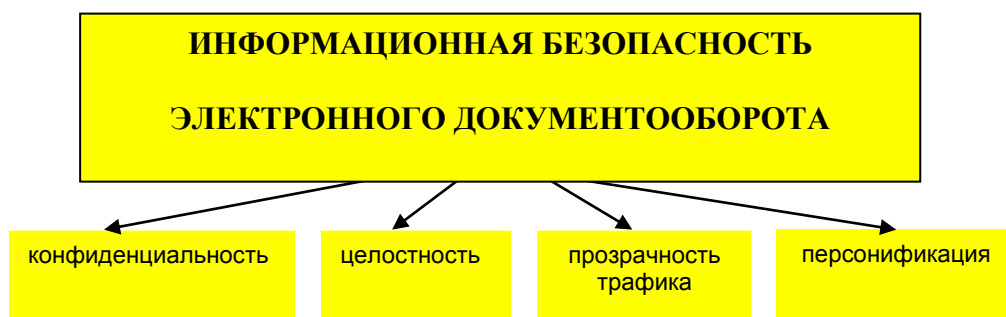 ИНФОРМАЦИОННАЯ БЕЗОПАСНОСТЬ
ЭЛЕКТРОННОГО ДОКУМЕНТООБОРОТА
конфиденциальность
целостность
прозрачность
трафика
персонификация